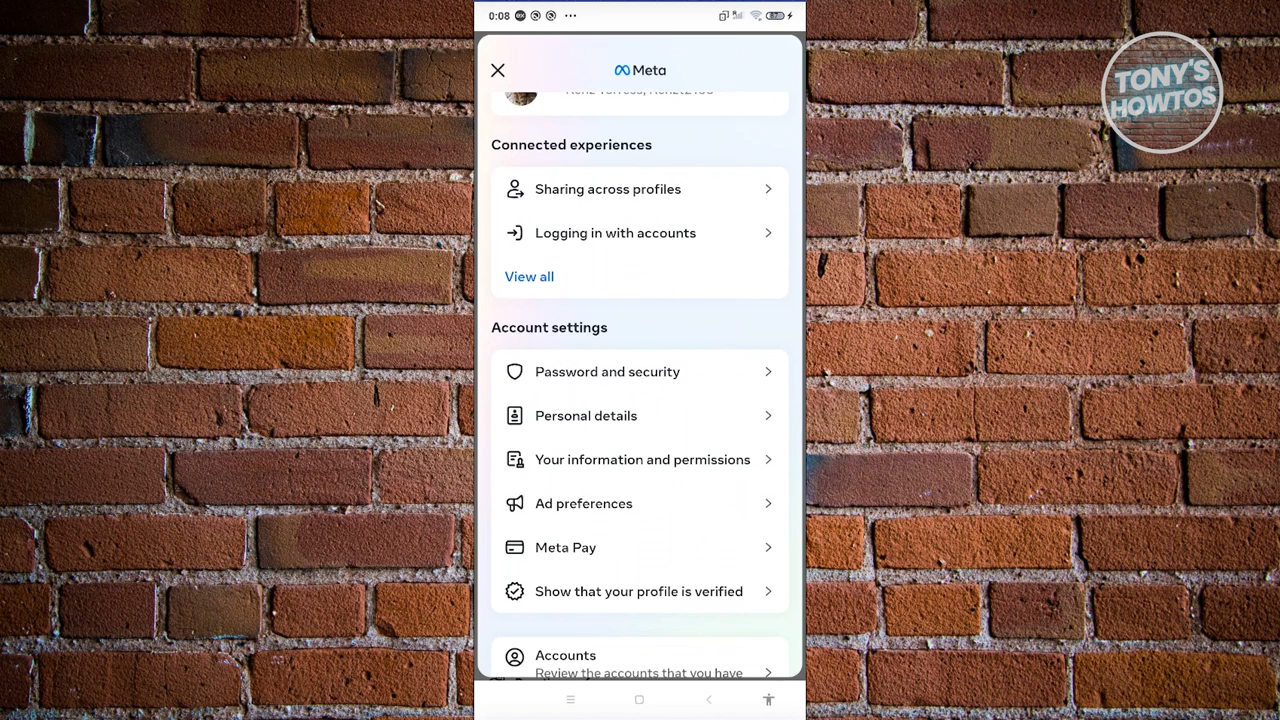 0:08
Meta
TONY'S
HOWTOS
Connected experiences
Sharing across profiles
Logging in with accounts
View all
Account settings
Password and security
Personal details
Your information and permissions
Ad preferences
Meta Pay
Show that your profile is verified
Accounts
Review the accounts that you have